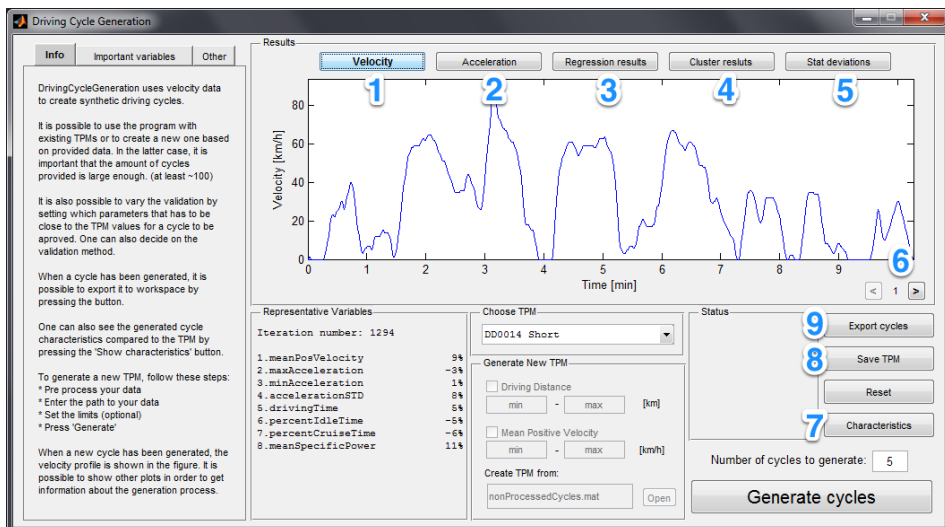 Driving Cycle Generation
Info
Important variables
Other
DrivingCycleGeneration uses velocity data
to create synthetic driving cycles.
It is possible to use the program with
existing TPMs or to create a new one based
on provided data. In the latter case, it is
important that the amount of cycles
provided is large enough. (at least ~100)
It is also possible to vary the validation by
setting which parameters that has to be
close to the TPM values for a cycle to be
aproved. One can also decide on the
validation method.
When a cycle has been generated, it is
possible to export it to workspace by
pressing the button.
One can also see the generated cycle
characteristics compared to the TPM by
pressing the 'Show characteristics' button.
To generate a new TPM, follow these steps:
* Pre process your data
* Enter the path to your data
* Set the limits (optional)
* Press 'Generate'
When a new cycle has been generated, the
velocity profile is shown in the figure. It is
possible to show other plots in order to get
information about the generation process.
Results
Velocity
Acceleration
Regression results
Cluster resluts
Stat deviations
1
2
3
4
5
Velocity [km/h]
80
60
40
20
0
0 1 2 3 4 5 6 7 8 9
Time [min]
6
< 1 >
Representative Variables
Iteration number: 1294
1.meanPosVelocity 9%
2.maxAcceleration -3%
3.minAcceleration 1%
4.accelerationSTD 8%
5.drivingTime 5%
6.percentIdleTime -5%
7.percentCruiseTime -6%
8.meanSpecificPower 11%
Choose TPM
DD0014 Short
Generate New TPM
Driving Distance
min - max [km]
Mean Positive Velocity
min - max [km/h]
Create TPM from:
nonProcessedCycles.mat Open
Status
9 Export cycles
8 Save TPM
Reset
7 Characteristics
Number of cycles to generate: 5
Generate cycles